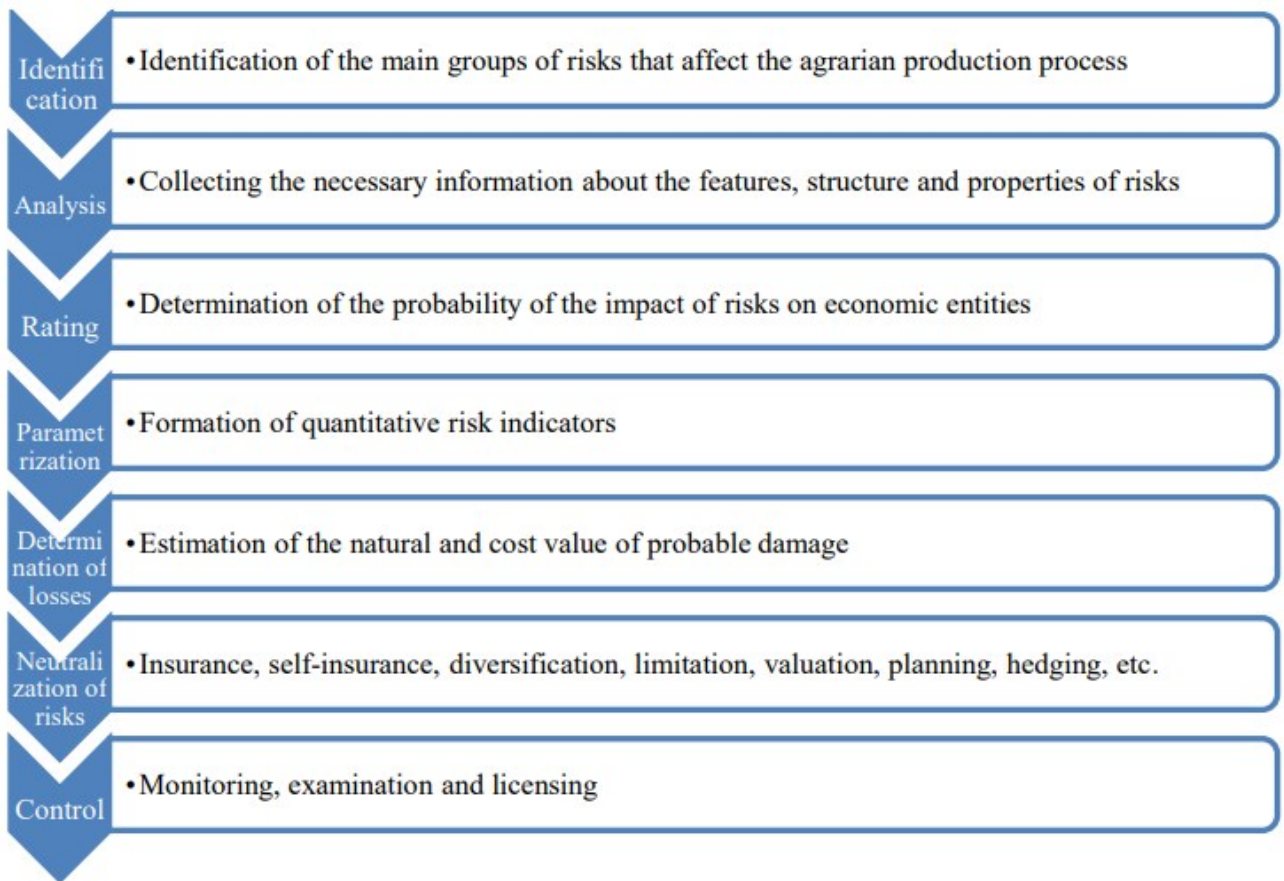 Identifi
cation
•Identification of the main groups of risks that affect the agrarian production process
Analysis
•Collecting the necessary information about the features, structure and properties of risks
Rating
•Determination of the probability of the impact of risks on economic entities
Paramet
rization
•Formation of quantitative risk indicators
Determi
nation of
losses
•Estimation of the natural and cost value of probable damage
Neutrali
zation of
risks
•Insurance, self-insurance, diversification, limitation, valuation, planning, hedging, etc.
Control
•Monitoring, examination and licensing